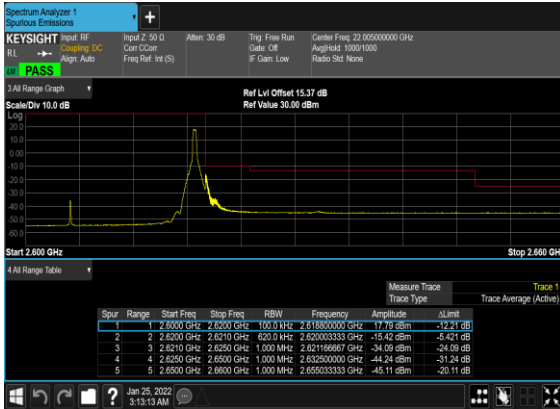 Spectrum Analyzer 1
Spurious Emissions
KEYSIGHT Input: RF Input Z: 50 Ω Atten: 30 dB Trig: Free Run Center Freq: 22.005000000 GHz
RL Coupling: DC Corr CCorr Gate: Off Avg|Hold: 1000/1000
Align: Auto Freq Ref: Int (S) IF Gain: Low Radio Std: None
PASS
3 All Range Graph
Ref Lvl Offset 15.37 dB
Scale/Div 10.0 dB Ref Value 30.00 dBm
Log
20.0
10.0
0.00
-10.0
-20.0
-30.0
-40.0
-50.0
-60.0
Start 2.600 GHz Stop 2.660 GH
4 All Range Table
Measure Trace Trace 1
Trace Type Trace Average (Active)
Spur Range Start Freq Stop Freq RBW Frequency Amplitude ΔLimit
1 1 2.6000 GHz 2.6200 GHz 100.0 kHz 2.618800000 GHz 17.79 dBm -12.21 dB
2 2 2.6200 GHz 2.6210 GHz 620.0 kHz 2.620003333 GHz -15.42 dBm -5.421 dB
3 3 2.6210 GHz 2.6250 GHz 1.000 MHz 2.621166667 GHz -34.09 dBm -24.09 dB
4 4 2.6250 GHz 2.6500 GHz 1.000 MHz 2.632500000 GHz -44.24 dBm -31.24 dB
5 5 2.6500 GHz 2.6600 GHz 1.000 MHz 2.655033333 GHz -45.11 dBm -20.11 dB
Jan 25, 2022
3:13:13 AM